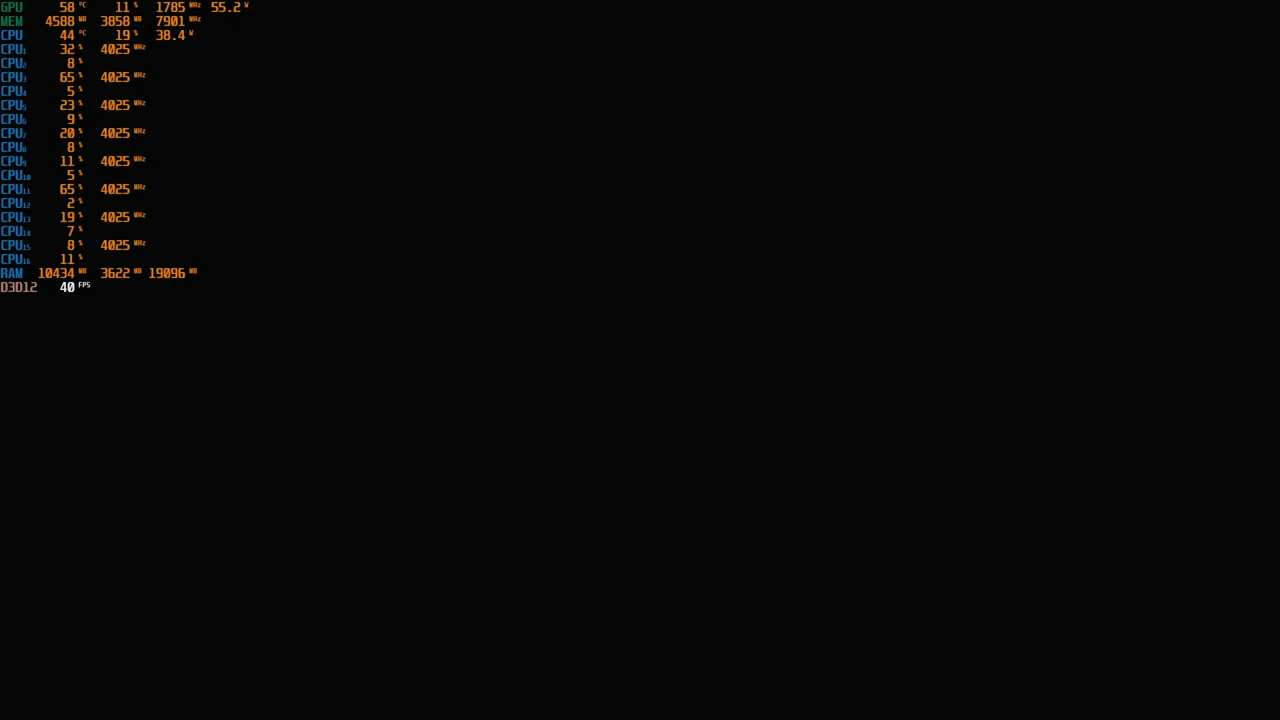 GPU 58 °C 11 % 1785 MHz 55.2 W
MEM 4588 MB 3858 MB 7901 MHz
CPU 44 °C 19 % 38.4 W
CPU1 32 % 4025 MHz
CPU2 8 %
CPU3 65 % 4025 MHz
CPU4 5 %
CPU5 23 % 4025 MHz
CPU6 9 %
CPU7 20 % 4025 MHz
CPU8 8 %
CPU9 11 % 4025 MHz
CPU10 5 %
CPU11 65 % 4025 MHz
CPU12 2 %
CPU13 19 % 4025 MHz
CPU14 7 %
CPU15 8 % 4025 MHz
CPU16 11 %
RAM 10434 MB 3622 MB 19096 MB
D3D12 40 FPS